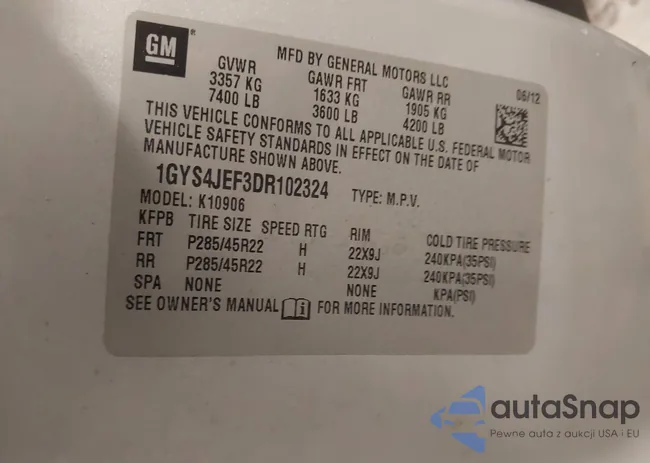 GM
MFD BY GENERAL MOTORS LLC
GVWR GAWR FRT GAWR RR 06/12
3357 KG 1633 KG 1905 KG
7400 LB 3600 LB 4200 LB
THIS VEHICLE CONFORMS TO ALL APPLICABLE U.S. FEDERAL MOTOR
VEHICLE SAFETY STANDARDS IN EFFECT ON THE DATE OF
MANUFACTURE SHOWN ABOVE.
1GYS4JEF3DR102324 TYPE: M.P.V.
MODEL: K10906
KFPB TIRE SIZE SPEED RTG RIM COLD TIRE PRESSURE
FRT P285/45R22 H 22X9J 240KPA(35PSI)
RR P285/45R22 H 22X9J 240KPA(35PSI)
SPA NONE NONE KPA(PSI)
SEE OWNER'S MANUAL i FOR MORE INFORMATION.
autaSnap
Pewne auta z aukcji USA i EU